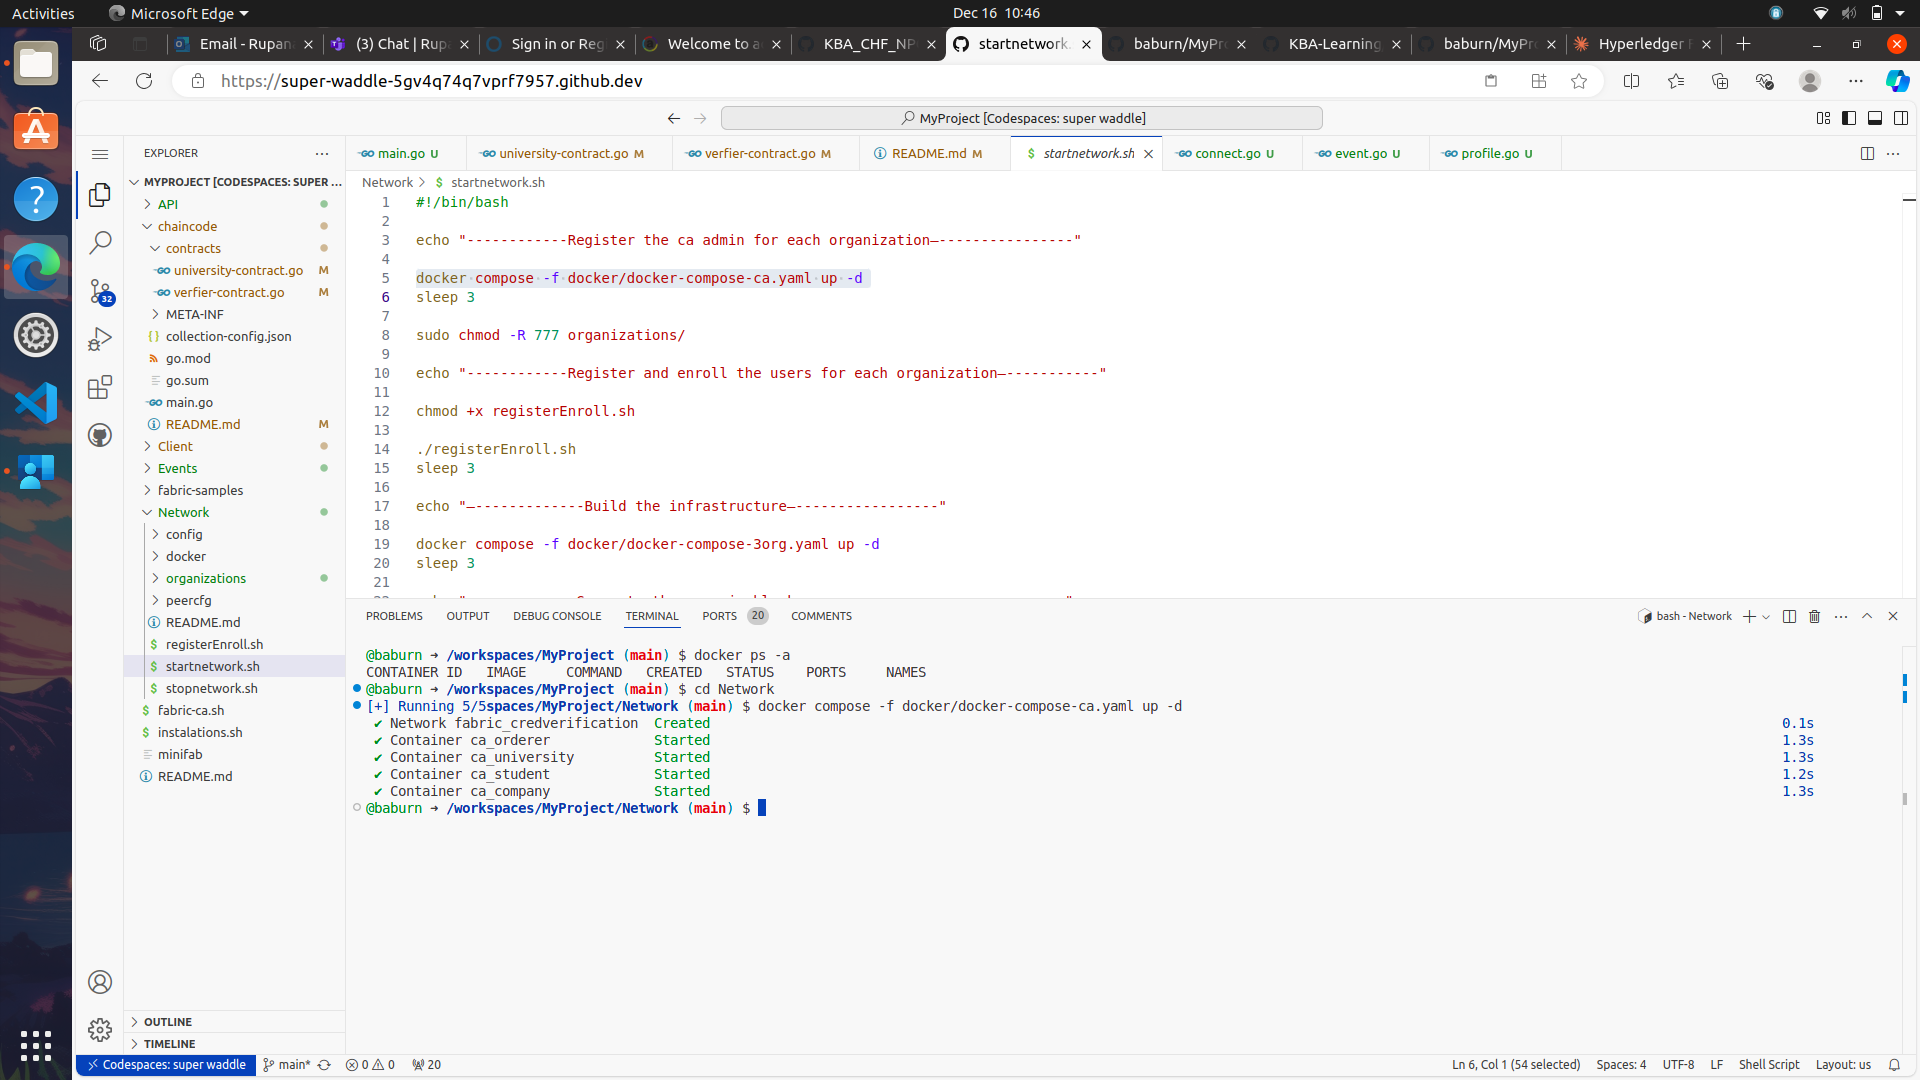 Activities
Microsoft Edge
Dec 16 10:46
Email - Rupan
(3) Chat | Rupa
Sign in or Reg
Welcome to a
KBA_CHF_NP
startnetwork.
baburn/MyPro
KBA-Learning
baburn/MyPro
Hyperledger F
https://super-waddle-5gv4q74q7vprf7957.github.dev
MyProject [Codespaces: super waddle]
EXPLORER
main.go U
university-contract.go M
verfier-contract.go M
README.md M
startnetwork.sh
connect.go U
event.go U
profile.go U
MYPROJECT [CODESPACES: SUPER ...
API
chaincode
contracts
university-contract.go M
verfier-contract.go M
META-INF
collection-config.json
go.mod
go.sum
main.go
README.md M
Client
Events
fabric-samples
Network
config
docker
organizations
peercfg
README.md
registerEnroll.sh
startnetwork.sh
stopnetwork.sh
fabric-ca.sh
instalations.sh
minifab
README.md
OUTLINE
TIMELINE
32
Network > startnetwork.sh
1 #!/bin/bash
2
3 echo "------------Register the ca admin for each organization—----------------"
4
5 docker compose -f docker/docker-compose-ca.yaml up -d
6 sleep 3
7
8 sudo chmod -R 777 organizations/
9
10 echo "------------Register and enroll the users for each organization—-----------"
11
12 chmod +x registerEnroll.sh
13
14 ./registerEnroll.sh
15 sleep 3
16
17 echo "—-------------Build the infrastructure—-----------------"
18
19 docker compose -f docker/docker-compose-3org.yaml up -d
20 sleep 3
21
PROBLEMS
OUTPUT
DEBUG CONSOLE
TERMINAL
PORTS 20
COMMENTS
bash - Network
@baburn → /workspaces/MyProject (main) $ docker ps -a
CONTAINER ID IMAGE COMMAND CREATED STATUS PORTS NAMES
@baburn → /workspaces/MyProject (main) $ cd Network
[+] Running 5/5spaces/MyProject/Network (main) $ docker compose -f docker/docker-compose-ca.yaml up -d
✔ Network fabric_credverification Created 0.1s
✔ Container ca_orderer Started 1.3s
✔ Container ca_university Started 1.3s
✔ Container ca_student Started 1.2s
✔ Container ca_company Started 1.3s
@baburn → /workspaces/MyProject/Network (main) $
Codespaces: super waddle
main*
0 0
20
Ln 6, Col 1 (54 selected)
Spaces: 4
UTF-8
LF
Shell Script
Layout: us